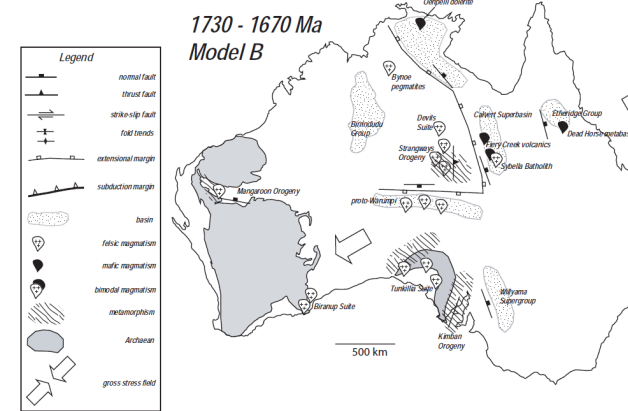 Oenpelli dolerite
1730 - 1670 Ma
Model B
Legend
normal fault
thrust fault
strike-slip fault
fold trends
extensional margin
subduction margin
basin
felsic magmatism
mafic magmatism
bimodal magmatism
metamorphism
Archaean
gross stress field
Bynoe
pegmatites
Birrindudu
Group
Devils
Suite
Strangways
Orogeny
Calvert Superbasin
Fiery Creek volcanics
Sybella Batholith
Etheridge Group
Dead Horse metabas
Mangaroon Orogeny
proto-Warumpi
Biranup Suite
Tunkillia Suite
Willyama
Supergroup
Kimban
Orogeny
500 km